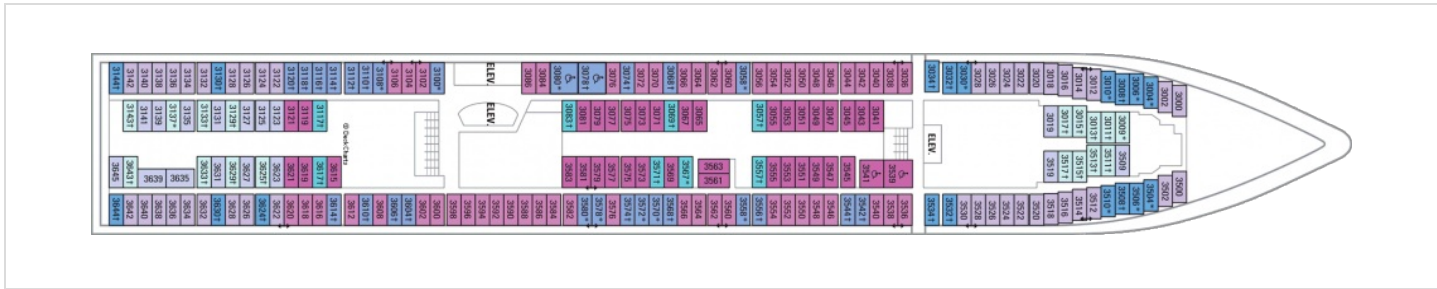 3144† 3142 3140 3138 3136 3134 3132 3130† 3128 3126 3124 3122 3120† 3118† 3116† 3114† 3112† 3110† 3108* 3106 3104 3102 3100* ELEV. 3086 3084 3080* 3078† 3076 3074† 3072 3070 3068† 3066 3064 3062 3060 3058* 3056 3054 3052 3050 3048 3046 3044 3042 3040 3038 3036 3034† 3032† 3030* 3028 3026 3024 3022 3020 3018 3016 3014 3012 3010* 3008† 3006* 3004* 3002 3000
3143† 3141 3139 3137* 3135 3133† 3131 3129† 3127 3125 3123 3121 3119 3117† ELEV. 3083† 3081 3079 3077 3075 3073 3071 3069† 3067 3065 3057† 3055 3053 3051 3049 3047 3045 3043 3041 3019 3017† 3015† 3013† 3011† 3009*
© Deck Charts
ELEV.
3645 3643† 3639 3635 3633† 3631 3629† 3627 3625† 3623 3621 3619 3617† 3615 3583 3581 3579 3577 3575 3573 3571† 3569 3567* 3563
3561 3557† 3555 3553 3551 3549 3547 3545 3541 3539 3519 3517† 3515† 3513† 3511† 3509
3644† 3642 3640 3638 3636 3634 3632 3630† 3628 3626 3624† 3622 3620 3618 3616 3614† 3612 3610† 3608 3606† 3604† 3602 3600 3598 3596 3594 3592 3590 3588 3586 3584 3582 3580* 3578* 3576 3574† 3572* 3570* 3568† 3566 3564 3562 3560 3558* 3556† 3554 3552 3550 3548 3546 3544† 3542† 3540 3538 3536 3534† 3532† 3530 3528 3526 3524 3522 3520 3518 3516 3514 3512 3510* 3508† 3506* 3504* 3502 3500